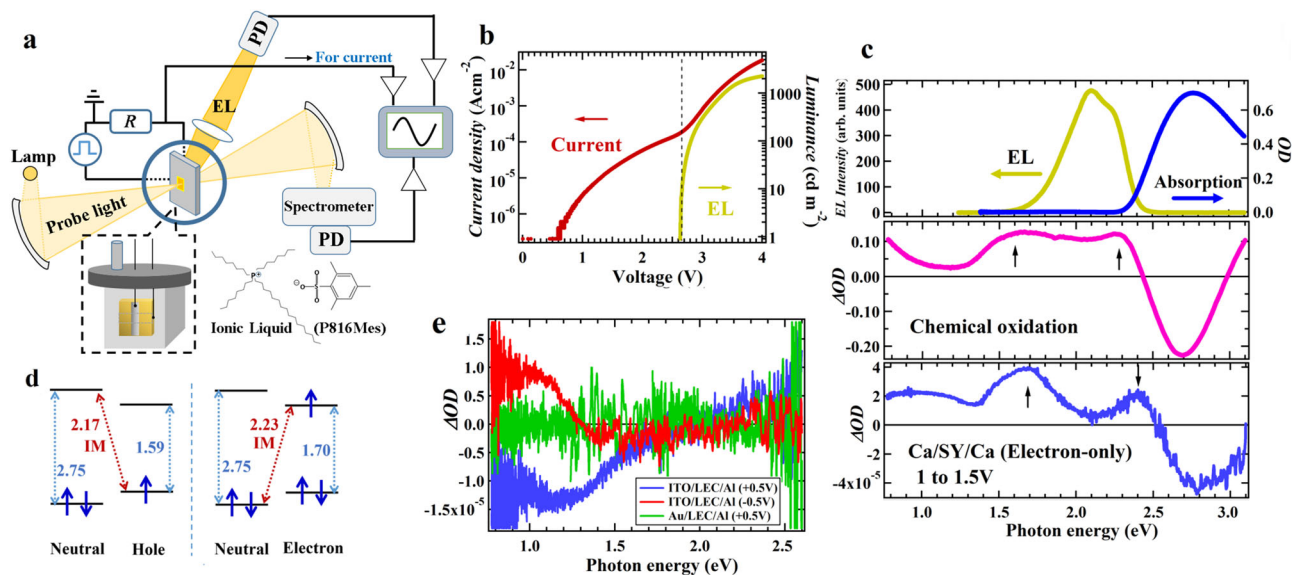 a
PD
For current
EL
R
Lamp
Probe light
Spectrometer
PD
P
⊕
⊖
O
S
O
O
Ionic Liquid
(P816Mes)
b
Current density (Acm⁻²)
10⁻²
10⁻³
10⁻⁴
10⁻⁵
10⁻⁶
Current
EL
1000
100
10
1
Luminance (cd m⁻²)
0
1
2
3
4
Voltage (V)
c
EL Intensity (arb. units)
500
400
300
200
100
0
EL
Absorption
0.6
0.4
0.2
0.0
OD
ΔOD
0.10
0.00
-0.10
-0.20
Chemical oxidation
ΔOD
4
2
0
-4x10⁻⁵
Ca/SY/Ca (Electron-only)
1 to 1.5V
1.0
1.5
2.0
2.5
3.0
Photon energy (eV)
d
2.17
IM
1.59
2.75
Neutral
Hole
2.23
IM
1.70
2.75
Neutral
Electron
e
ΔOD
1.5
1.0
0.5
0.0
-0.5
-1.0
-1.5x10⁻⁵
ITO/LEC/Al (+0.5V)
ITO/LEC/Al (-0.5V)
Au/LEC/Al (+0.5V)
1.0
1.5
2.0
2.5
Photon energy (eV)